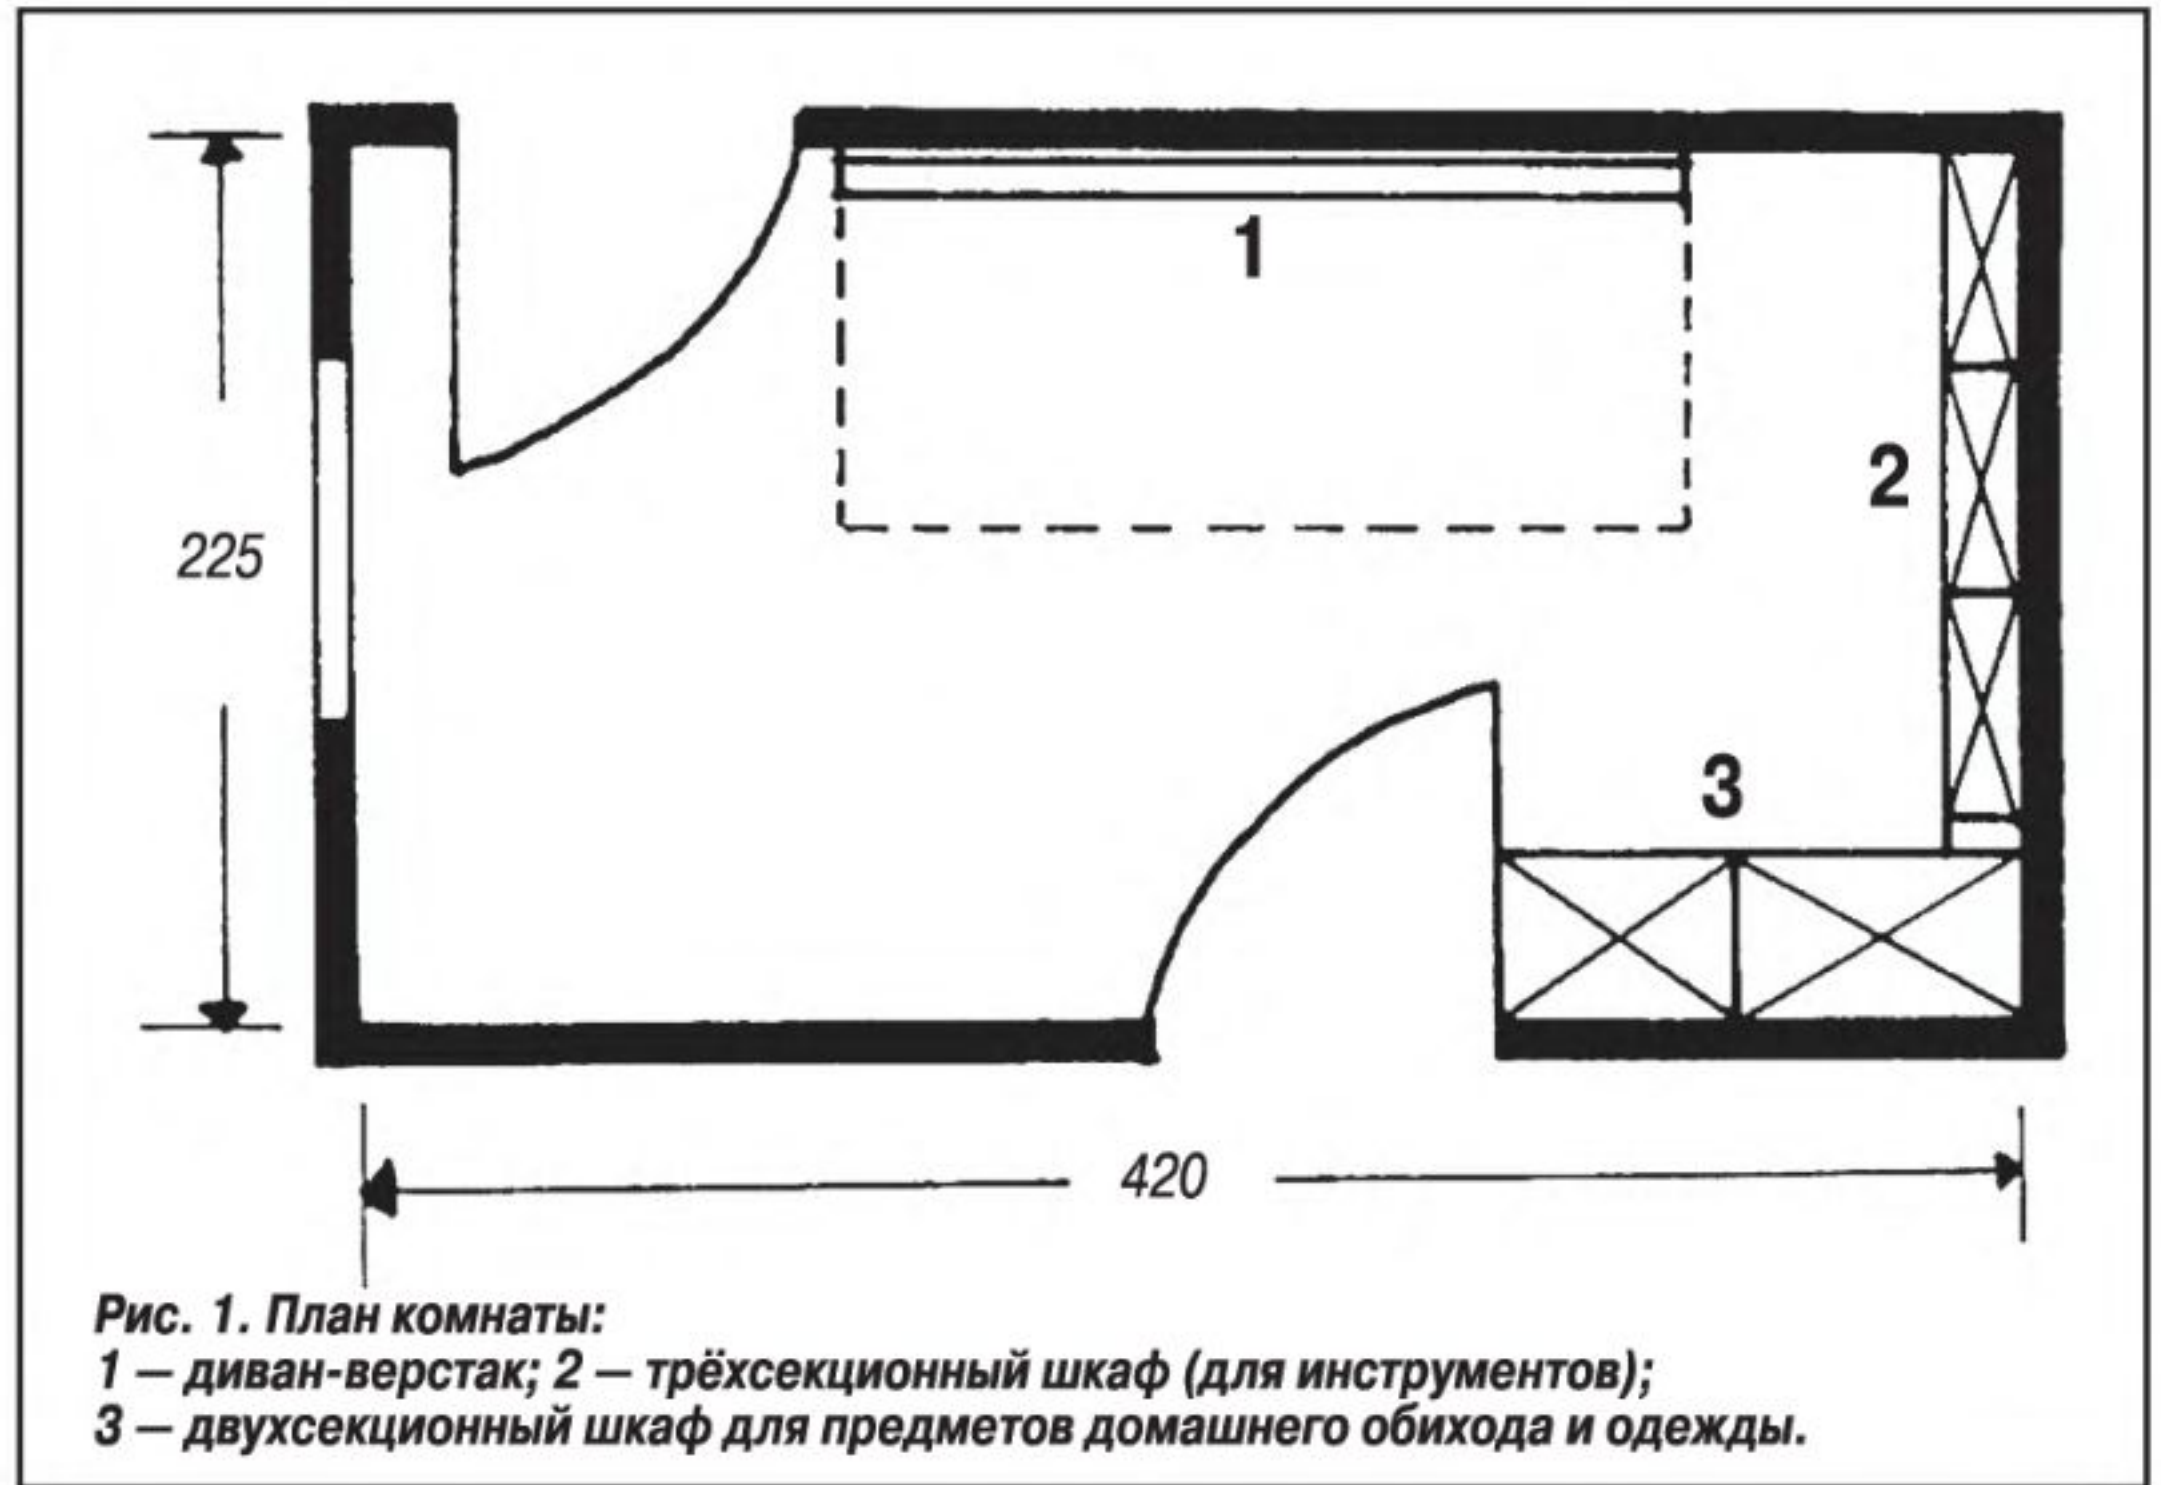 1
2
225
3
420
Рис. 1. План комнаты:
1 — диван-верстак; 2 — трёхсекционный шкаф (для инструментов);
3 — двухсекционный шкаф для предметов домашнего обихода и одежды.